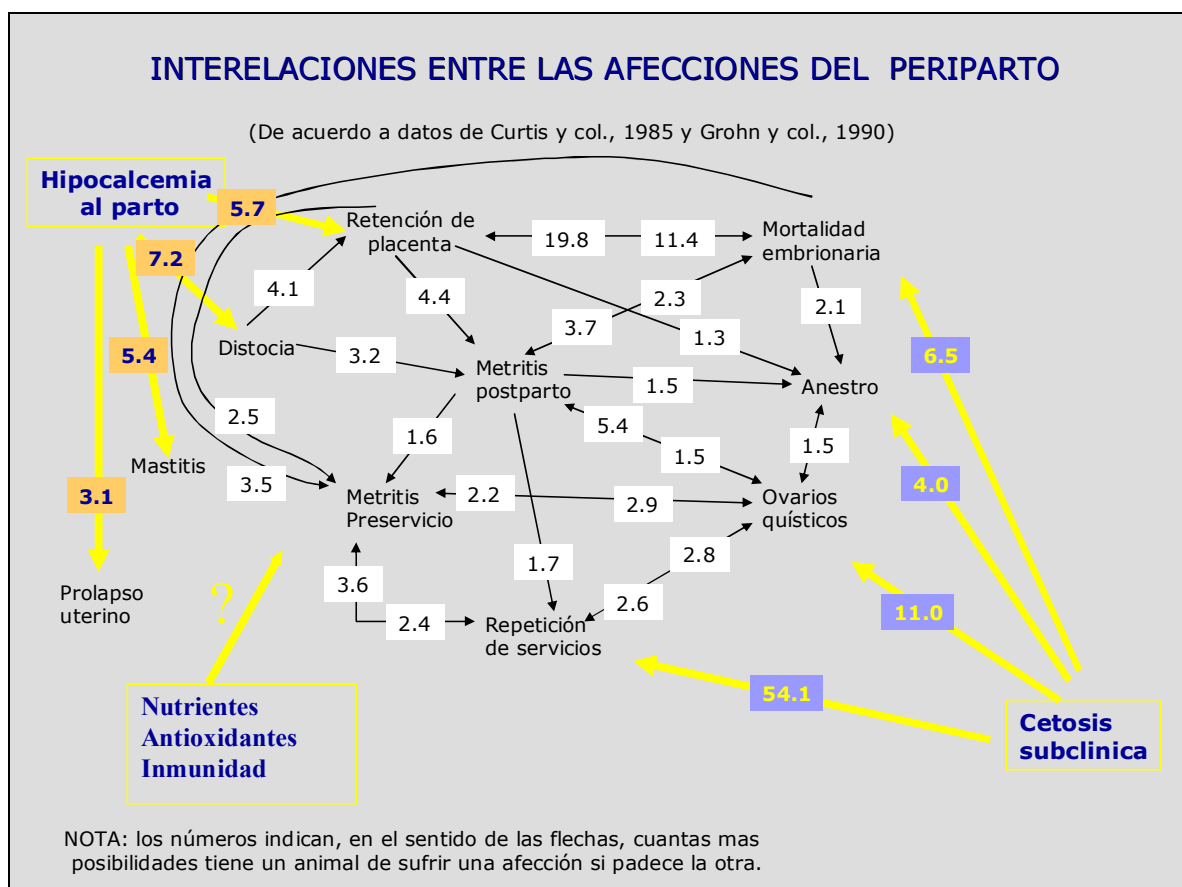 INTERELACIONES ENTRE LAS AFECCIONES DEL PERIPARTO
(De acuerdo a datos de Curtis y col., 1985 y Grohn y col., 1990)
Hipocalcemia
al parto
5.7
Retención de
placenta
19.8
11.4
Mortalidad
embrionaria
7.2
4.1
4.4
2.3
2.1
3.7
1.3
Distocia
3.2
5.4
6.5
Metritis
postparto
1.5
Anestro
2.5
1.6
5.4
1.5
1.5
Mastitis
3.5
3.1
4.0
Metritis
Preservicio
2.2
2.9
Ovarios
quísticos
1.7
2.8
3.6
2.6
Prolapso
uterino
?
11.0
2.4
Repetición
de servicios
54.1
Nutrientes
Antioxidantes
Inmunidad
Cetosis
subclinica
NOTA: los números indican, en el sentido de las flechas, cuantas mas
posibilidades tiene un animal de sufrir una afección si padece la otra.